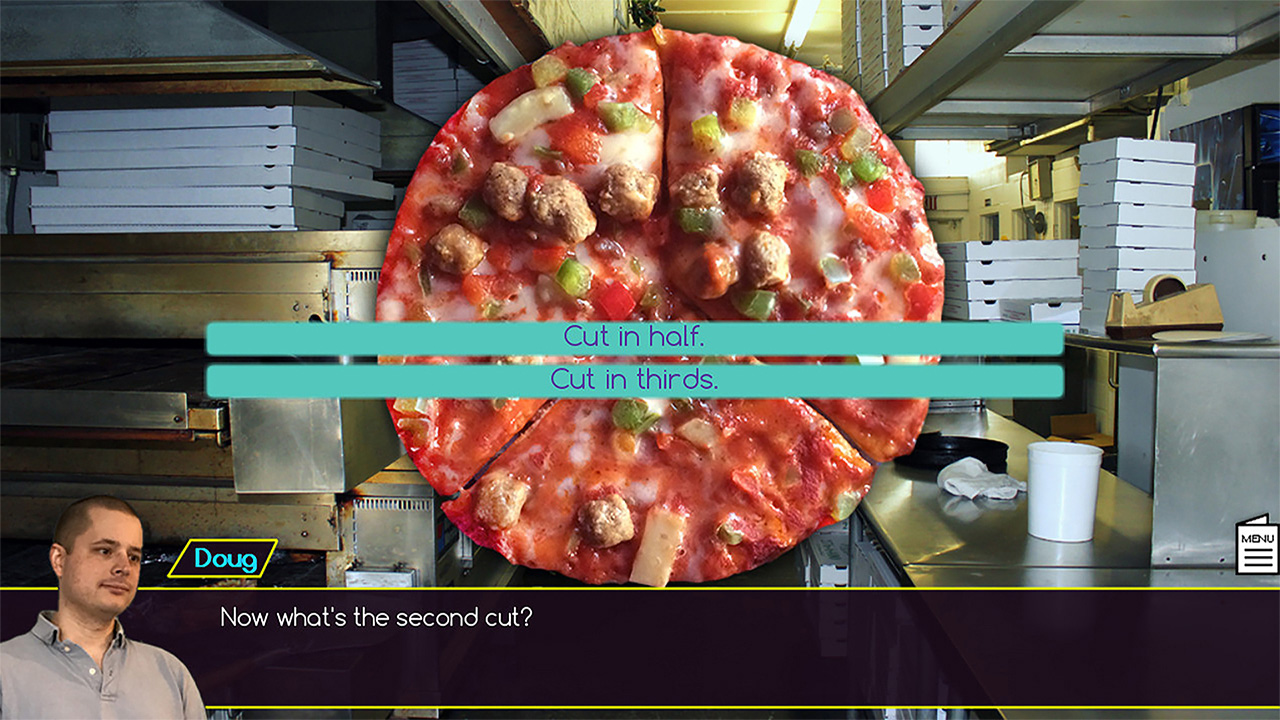 Cut in half.
Cut in thirds.
MENU
Doug
Now what's the second cut?